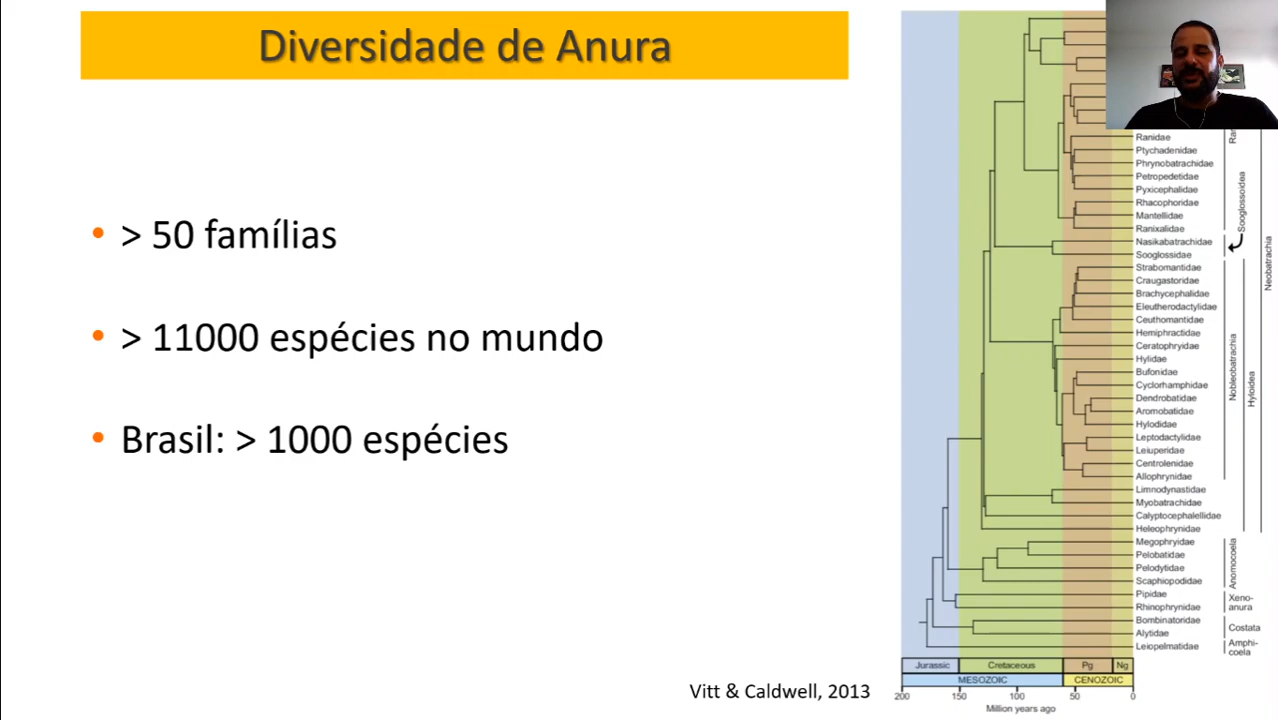 Diversidade de Anura
• > 50 famílias
• > 11000 espécies no mundo
• Brasil: > 1000 espécies
Vitt & Caldwell, 2013
Ranidae
Ptychadenidae
Phrynobatrachidae
Petropedetidae
Pyxicephalidae
Rhacophoridae
Mantellidae
Ranixalidae
Nasikabatrachidae
Sooglossidae
Strabomantidae
Craugastoridae
Brachycephalidae
Eleutherodactylidae
Ceuthomantidae
Hemiphractidae
Ceratophryidae
Hylidae
Bufonidae
Cyclorhamphidae
Dendrobatidae
Aromobatidae
Hylodidae
Leptodactylidae
Leiuperidae
Centrolenidae
Allophrynidae
Limnodynastidae
Myobatrachidae
Calyptocephalellidae
Heleophrynidae
Megophryidae
Pelobatidae
Pelodytidae
Scaphiopodidae
Pipidae
Rhinophrynidae
Bombinatoridae
Alytidae
Leiopelmatidae
Sooglossoidea
Neobatrachia
Nobleobatrachia
Hyloidea
Anomocoela
Xeno-
anura
Costata
Amphi-
coela
Jurassic Cretaceous Pg Ng
MESOZOIC CENOZOIC
200 150 100 50 0
Million years ago